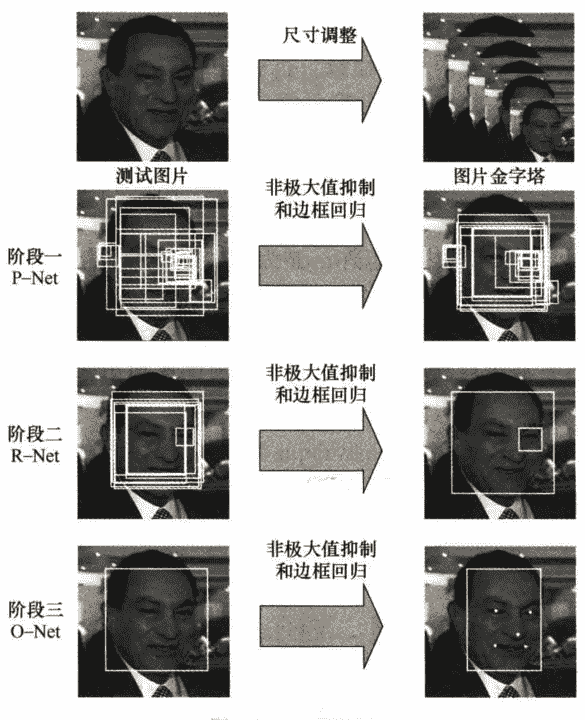 尺寸调整
测试图片
图片金字塔
阶段一
P-Net
非极大值抑制
和边框回归
阶段二
R-Net
非极大值抑制
和边框回归
阶段三
O-Net
非极大值抑制
和边框回归